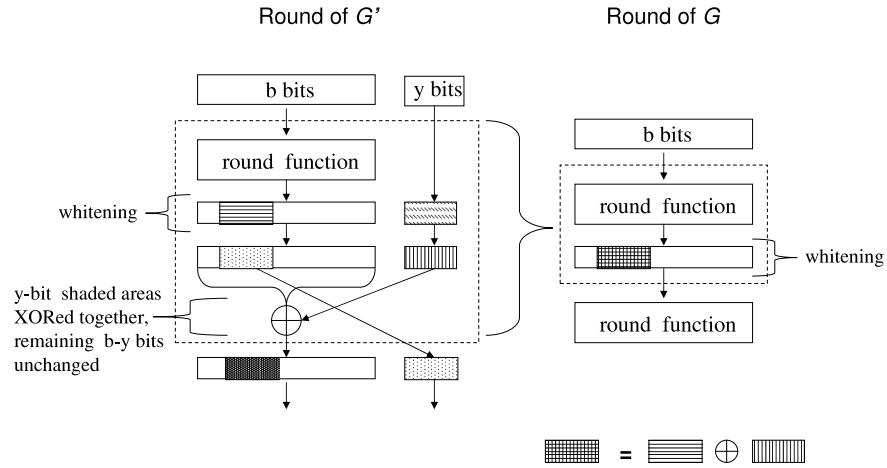 Round of G’
Round of G
b bits
y bits
round function
whitening
y-bit shaded areas
XORed together,
remaining b-y bits
unchanged
b bits
round function
whitening
round function
=